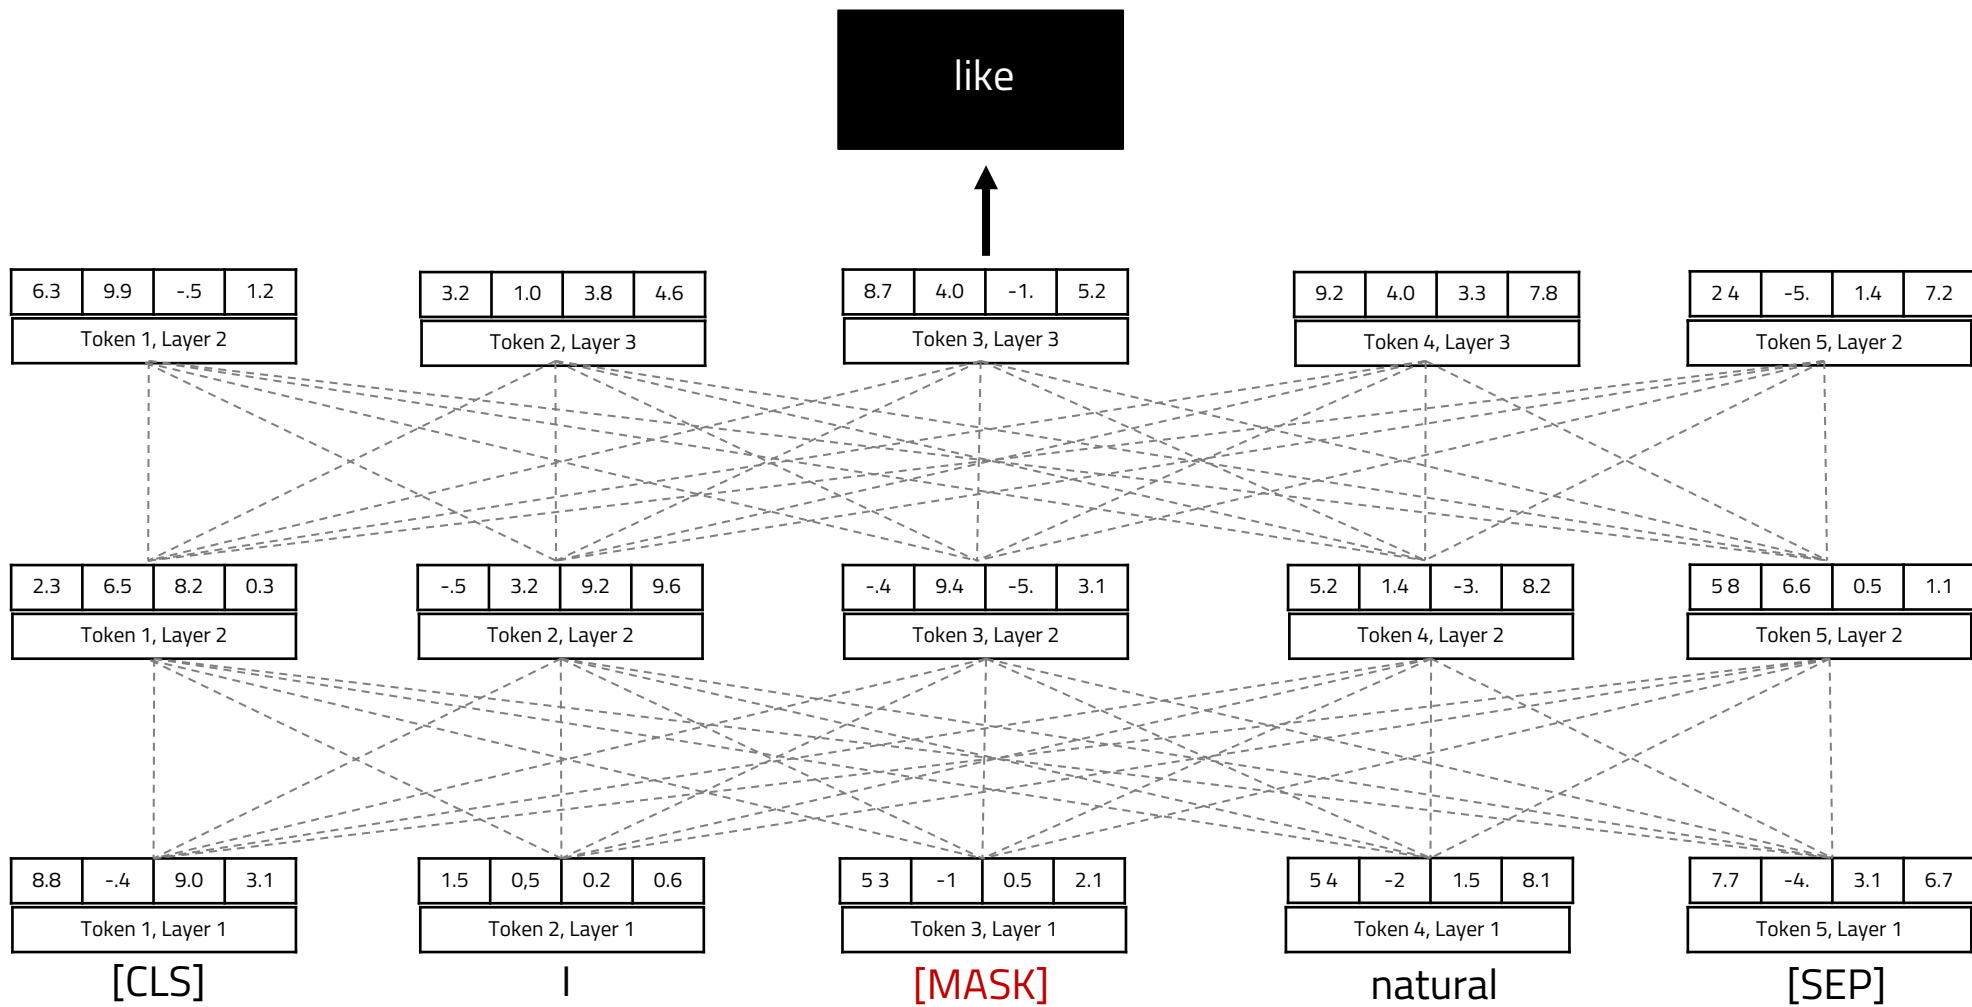 like
6.3 9.9 -.5 1.2
3.2 1.0 3.8 4.6
8.7 4.0 -1. 5.2
9.2 4.0 3.3 7.8
2 4 -5. 1.4 7.2
Token 1, Layer 2
Token 2, Layer 3
Token 3, Layer 3
Token 4, Layer 3
Token 5, Layer 2
2.3 6.5 8.2 0.3
-.5 3.2 9.2 9.6
-.4 9.4 -5. 3.1
5.2 1.4 -3. 8.2
5 8 6.6 0.5 1.1
Token 1, Layer 2
Token 2, Layer 2
Token 3, Layer 2
Token 4, Layer 2
Token 5, Layer 2
8.8 -.4 9.0 3.1
1.5 0,5 0.2 0.6
5 3 -1 0.5 2.1
5 4 -2 1.5 8.1
7.7 -4. 3.1 6.7
Token 1, Layer 1
Token 2, Layer 1
Token 3, Layer 1
Token 4, Layer 1
Token 5, Layer 1
[CLS]
I
[MASK]
natural
[SEP]